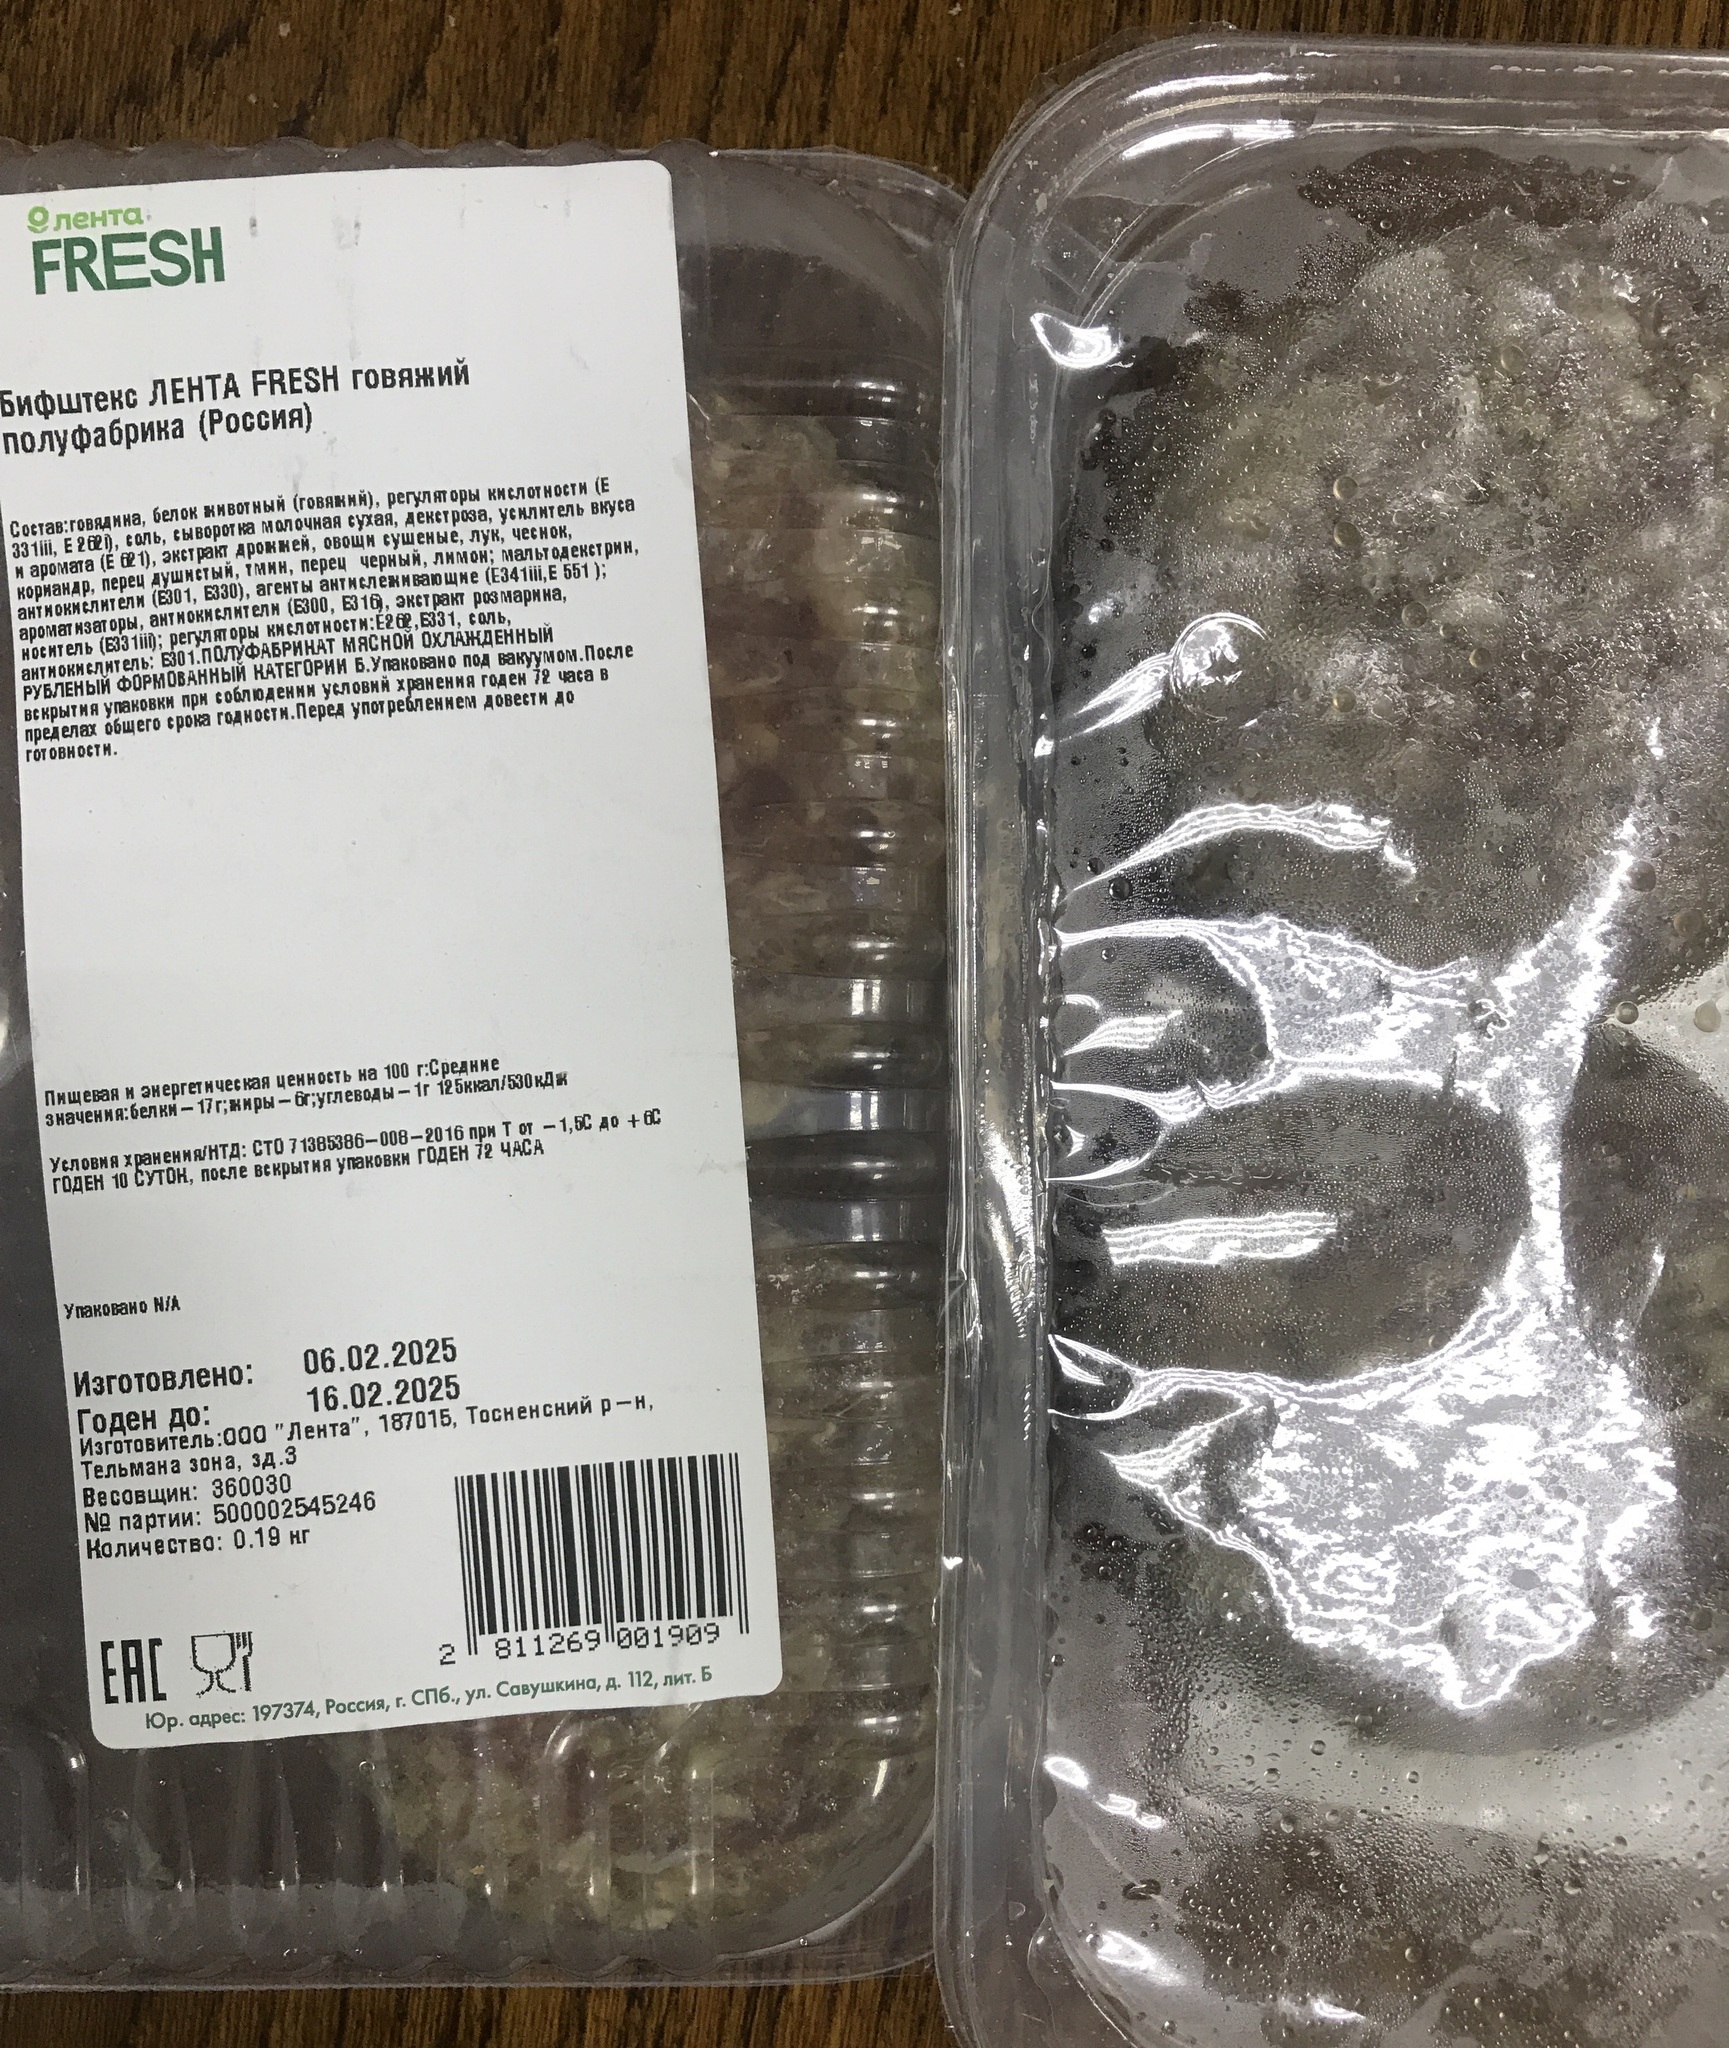 лента
FRESH
Бифштекс ЛЕНТА FRESH говяжий
полуфабрика (Россия)
Состав:говядина, белок животный (говяжий), регуляторы кислотности (Е
331iii, Е 262i), соль, сыворотка молочная сухая, декстроза, усилитель вкуса
и аромата (Е 621), экстракт дрожжей, овощи сушеные, лук, чеснок,
кориандр, перец душистый, тмин, перец черный, лимон; мальтодекстрин,
антиокислители (Е301, Е330), агенты антислеживающие (Е341iii,Е 551 );
ароматизаторы, антиокислители (Е300, Е316), экстракт розмарина,
носитель (Е331iii); регуляторы кислотности:Е262,Е331, соль,
антиокислитель: Е301.ПОЛУФАБРИКАТ МЯСНОЙ ОХЛАЖДЕННЫЙ
РУБЛЕНЫЙ ФОРМОВАННЫЙ КАТЕГОРИИ Б.Упаковано под вакуумом.После
вскрытия упаковки при соблюдении условий хранения годен 72 часа в
пределах общего срока годности.Перед употреблением довести до
готовности.
Пищевая и энергетическая ценность на 100 г:Средние
значения:белки–17г;жиры–6г;углеводы–1г 125ккал/530кДж
Условия хранения/НТД: СТО 71385386–008–2016 при Т от –1,5С до +6С
ГОДЕН 10 СУТОК, после вскрытия упаковки ГОДЕН 72 ЧАСА
Упаковано N/A
Изготовлено: 06.02.2025
Годен до: 16.02.2025
Изготовитель:ООО "Лента", 187015, Тосненский р–н,
Тельмана зона, зд.3
Весовщик: 360030
№ партии: 500002545246
Количество: 0.19 кг
EAC
2 811269 001909
Юр. адрес: 197374, Россия, г. СПб., ул. Савушкина, д. 112, лит. Б